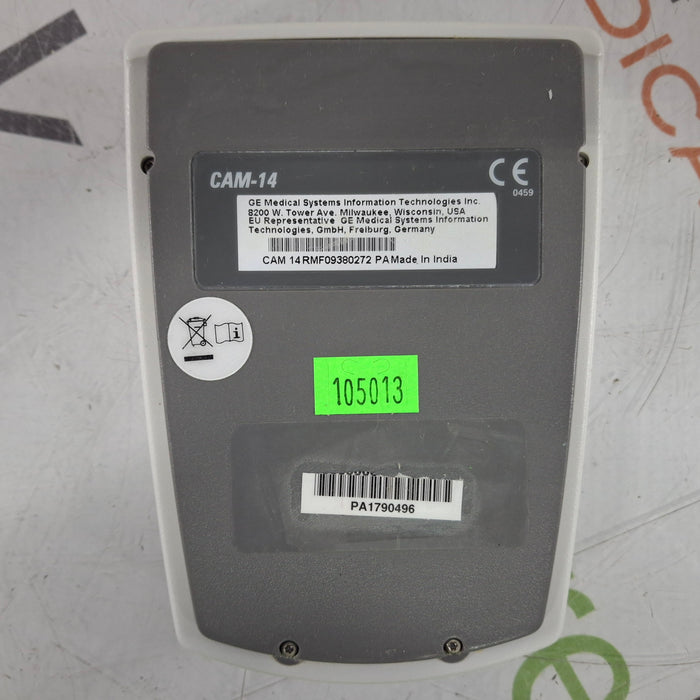 CAM-14
CE
0459
GE Medical Systems Information Technologies Inc.
8200 W. Tower Ave. Milwaukee, Wisconsin, USA
EU Representative GE Medical Systems Information
Technologies, GmbH, Freiburg, Germany
CAM 14 RMF09380272 PA Made In India
105013
PA1790496